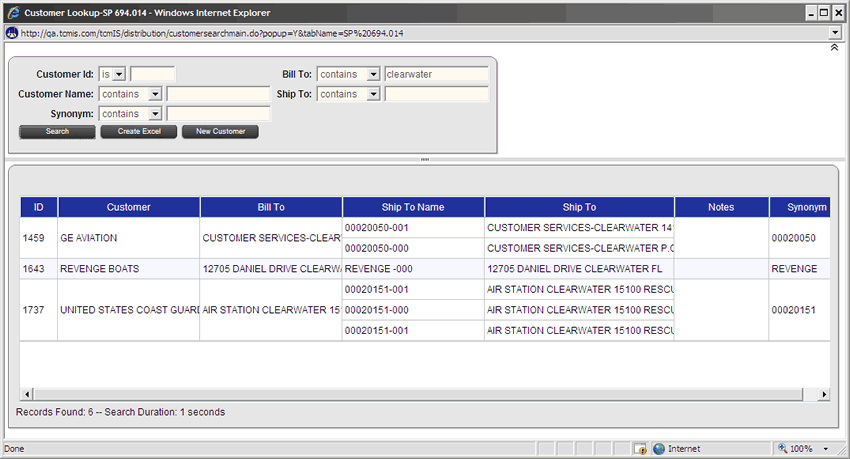 Customer Lookup-SP 694.014 - Windows Internet Explorer
http://qa.tcmis.com/tcmIS/distribution/customersearchmain.do?popup=Y&tabName=SP%20694.014
Customer Id: is Bill To: contains clearwater
Customer Name: contains Ship To: contains
Synonym: contains
Search Create Excel New Customer
ID Customer Bill To Ship To Name Ship To Notes Synonym
1459 GE AVIATION CUSTOMER SERVICES-CLEAR 00020050-001 CUSTOMER SERVICES-CLEARWATER 14 00020050
00020050-000 CUSTOMER SERVICES-CLEARWATER P.O
1643 REVENGE BOATS 12705 DANIEL DRIVE CLEARWA REVENGE -000 12705 DANIEL DRIVE CLEARWATER FL REVENGE
1737 UNITED STATES COAST GUARD AIR STATION CLEARWATER 15 00020151-001 AIR STATION CLEARWATER 15100 RESCU 00020151
00020151-000 AIR STATION CLEARWATER 15100 RESCU
00020151-001 AIR STATION CLEARWATER 15100 RESCU
Records Found: 6 -- Search Duration: 1 seconds
Done Internet 100%